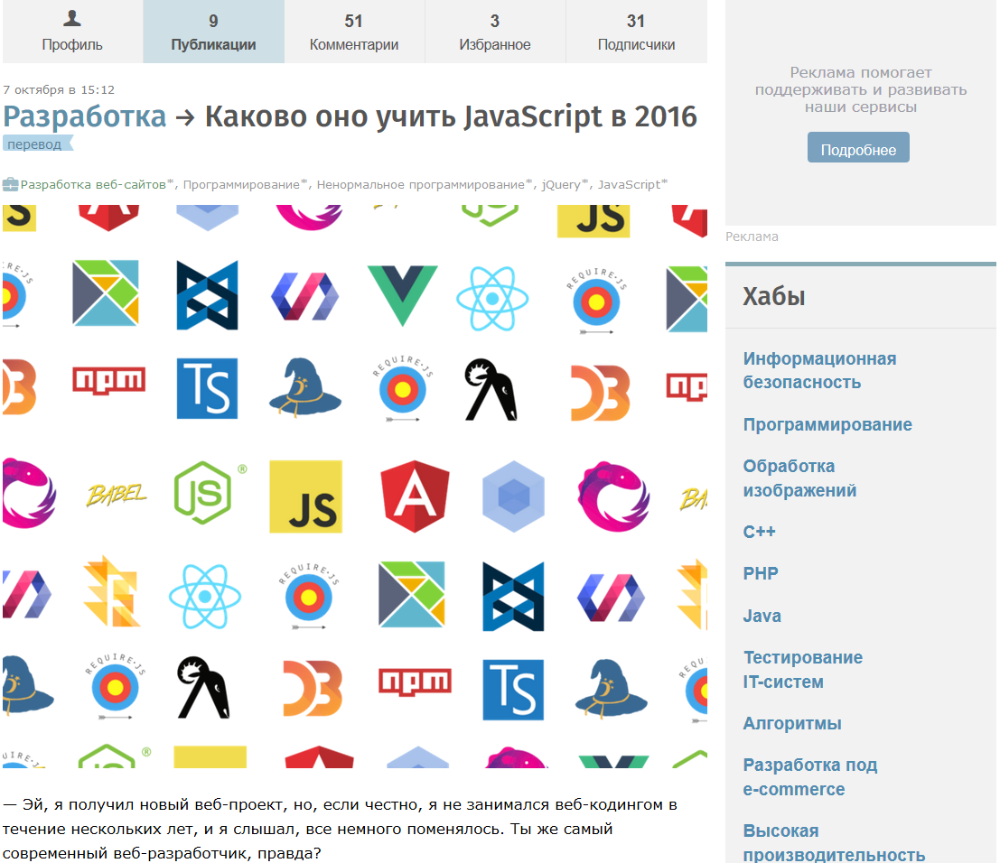 Профиль
9
Публикации
51
Комментарии
3
Избранное
31
Подписчики
7 октября в 15:12
Разработка → Каково оно учить JavaScript в 2016
перевод
Разработка веб-сайтов*, Программирование*, Ненормальное программирование*, jQuery*, JavaScript*
JS
JS
REQUIRE·JS
REQUIRE·JS
npm
TS
REQUIRE·JS
D3
BABEL
JS®
JS
A
REQUIRE·JS
REQUIRE·JS
D3
npm
TS
— Эй, я получил новый веб-проект, но, если честно, я не занимался веб-кодингом в
течение нескольких лет, и я слышал, все немного поменялось. Ты же самый
современный веб-разработчик, правда?
Реклама помогает
поддерживать и развивать
наши сервисы
Подробнее
Реклама
Хабы
Информационная
безопасность
Программирование
Обработка
изображений
C++
PHP
Java
Тестирование
IT-систем
Алгоритмы
Разработка под
e-commerce
Высокая
производительность